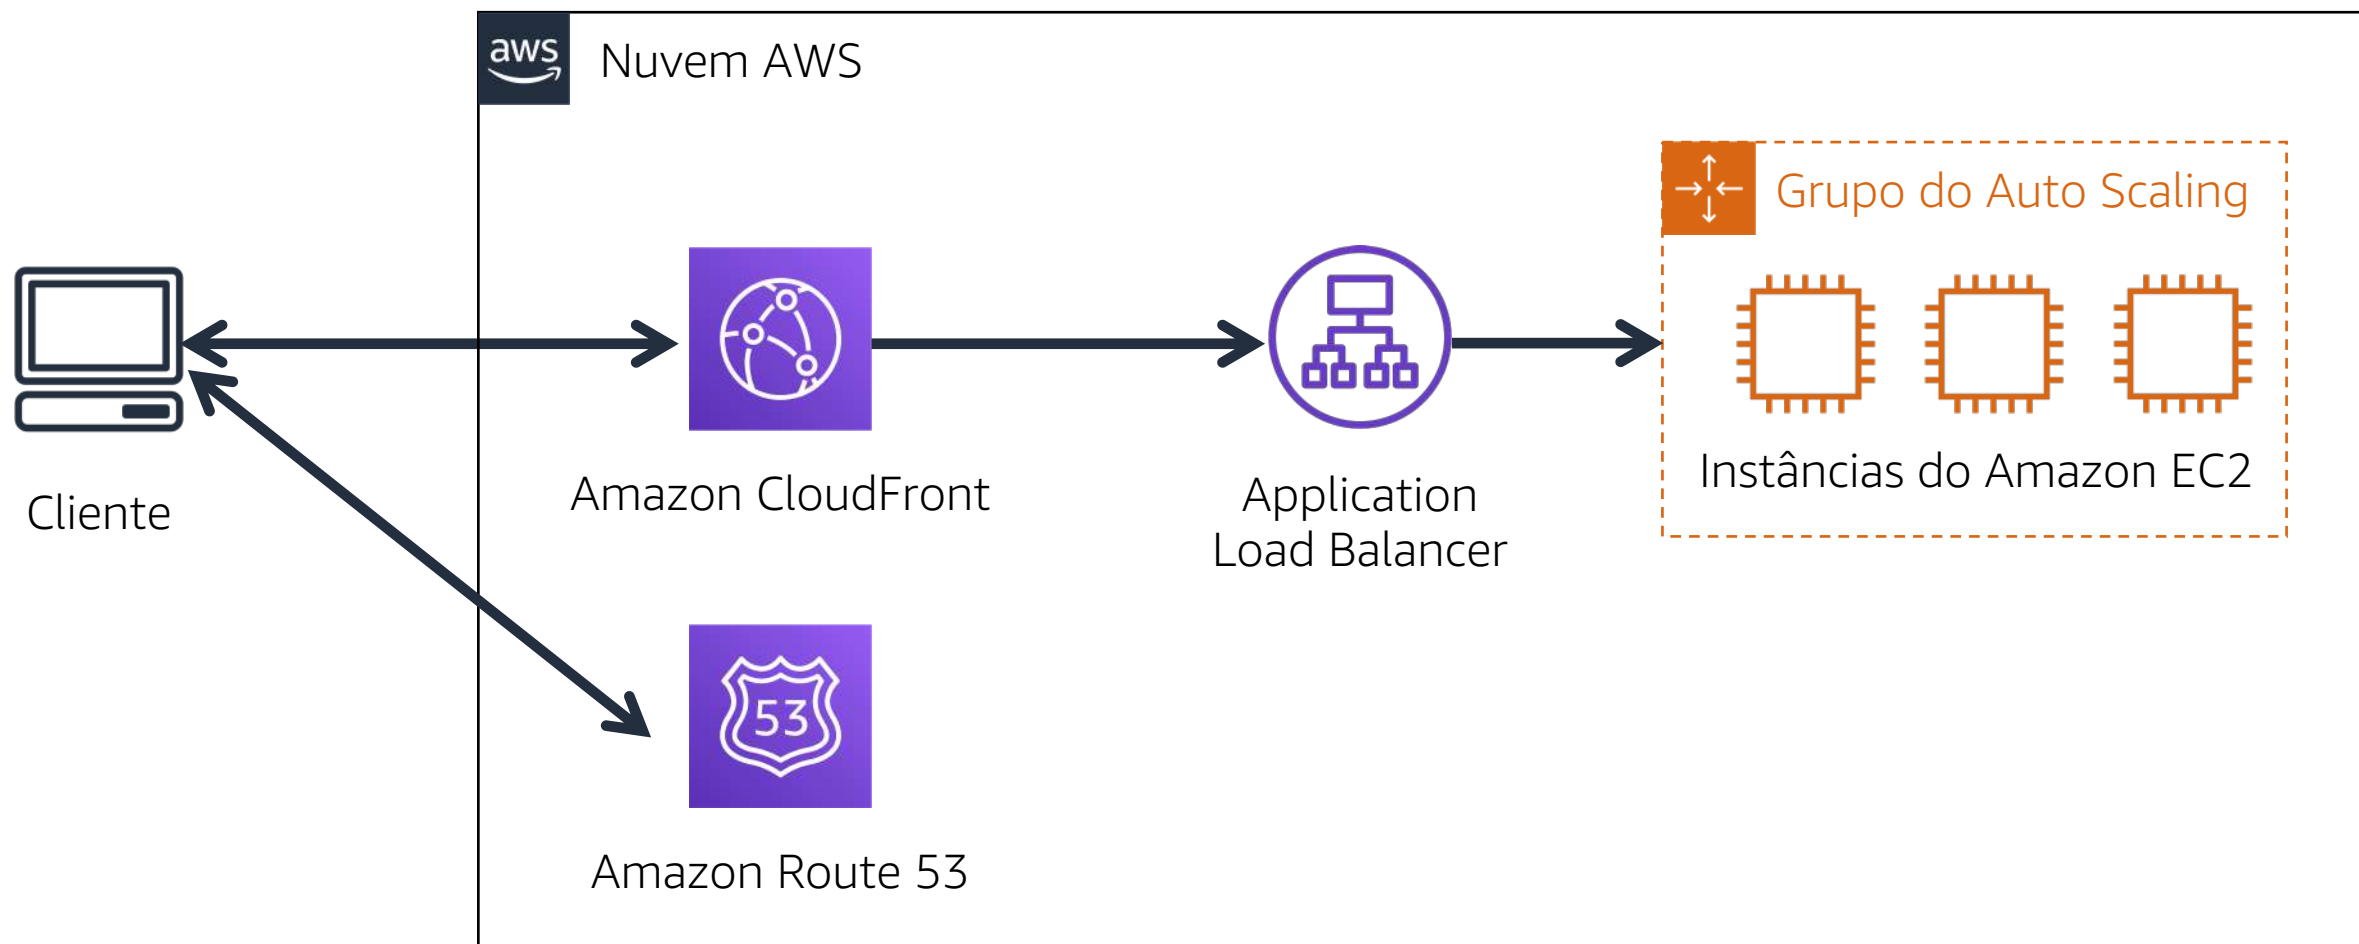 aws
Nuvem AWS
Grupo do Auto Scaling
Instâncias do Amazon EC2
Cliente
Amazon CloudFront
Application
Load Balancer
53
Amazon Route 53